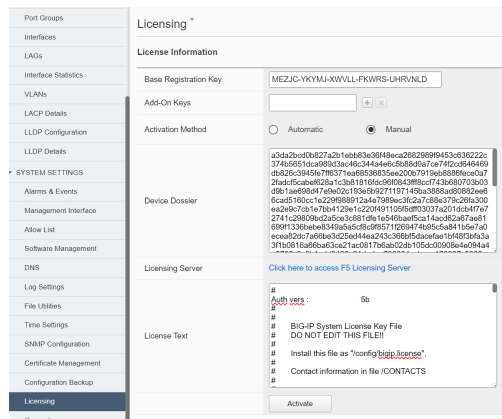 Port Groups
Interfaces
LAGs
Interface Statistics
VLANs
LACP Details
LLDP Configuration
LLDP Details
SYSTEM SETTINGS
Alarms & Events
Management Interface
Allow List
Software Management
DNS
Log Settings
File Utilities
Time Settings
SNMP Configuration
Certificate Management
Configuration Backup
Licensing
Licensing *
License Information
Base Registration Key
MEZJC-YKYMJ-XWVLL-FKWRS-UHRVNLD
Add-On Keys
Activation Method
Automatic
Manual
Device Dossier
a3da2bcd0b827a2b1ebb83e36f48eca2682989f9453c636222c
374b5651dca989d3ac46c344a4e6c5b88d0a7ce74f2cd646469
db826c3945fe7ff6371ea68536835ee200b7919eb8886fece0a7
2fadcf5cabef628a1c3b81816fdc96f0843fff8ccf743b680703b03
d9b1ae698d47e9e02c193e5b9271197145ba3888ad80882ee6
6cad5160cc1e229f988912a4e7989ec3fc2a7c88e379c26fa300
ea2e9c7cb1e7bb4129e1c220f491105f5dff03037a201dcb4f7e7
2741c29809bd2a5ce3c881dfe1e546baef5ca14acd62a67ae81
699f1336bebe8349a5a5cf8c9f8571f269474b95c5a841b5e7a0
ecea82dc7a66be3d25ed44ea243c366bf5dacefae1bf48f3bfa3a
3f1b0816a66ba63ce21ac0817b6ab02db105dc00908e4e094a4
Licensing Server
Click here to access F5 Licensing Server
License Text
#
Auth vers : 5b
#
#
# BIG-IP System License Key File
# DO NOT EDIT THIS FILE!!
#
# Install this file as "/config/bigip.license".
#
# Contact information in file /CONTACTS
#
Activate